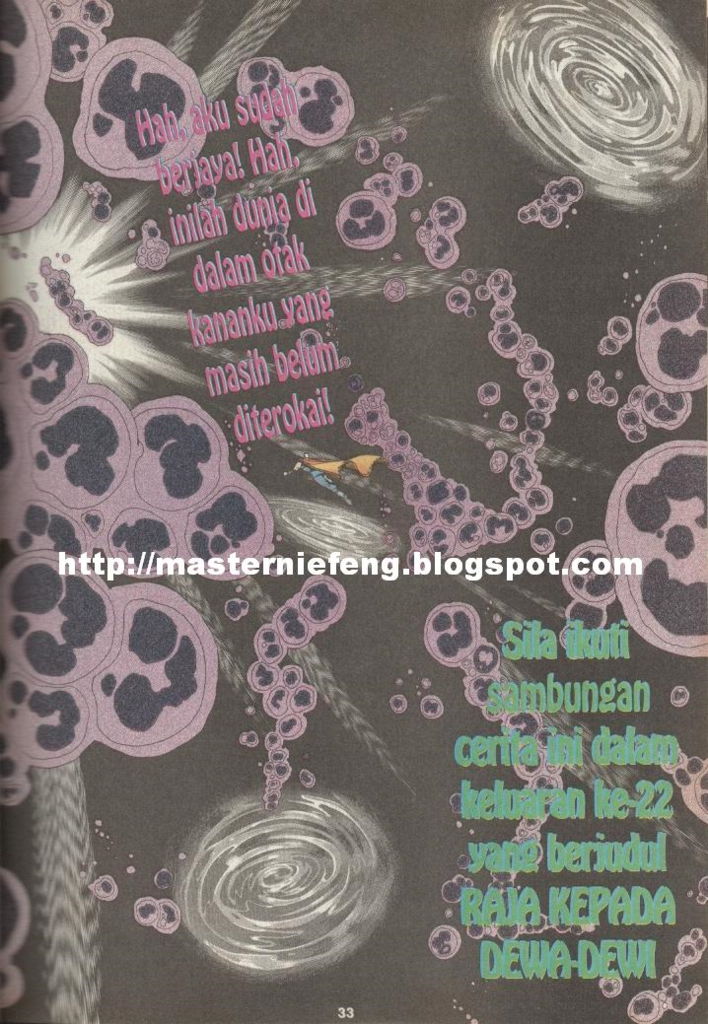 Hah, aku sudah
berjaya! Hah,
inilah dunia di
dalam otak
kananku yang
masih belum
diterokai!
http://masterniefeng.blogspot.com
Sila ikuti
sambungan
cerita ini dalam
keluaran ke-22
yang berjudul
RAJA KEPADA
DEWA-DEWI
33